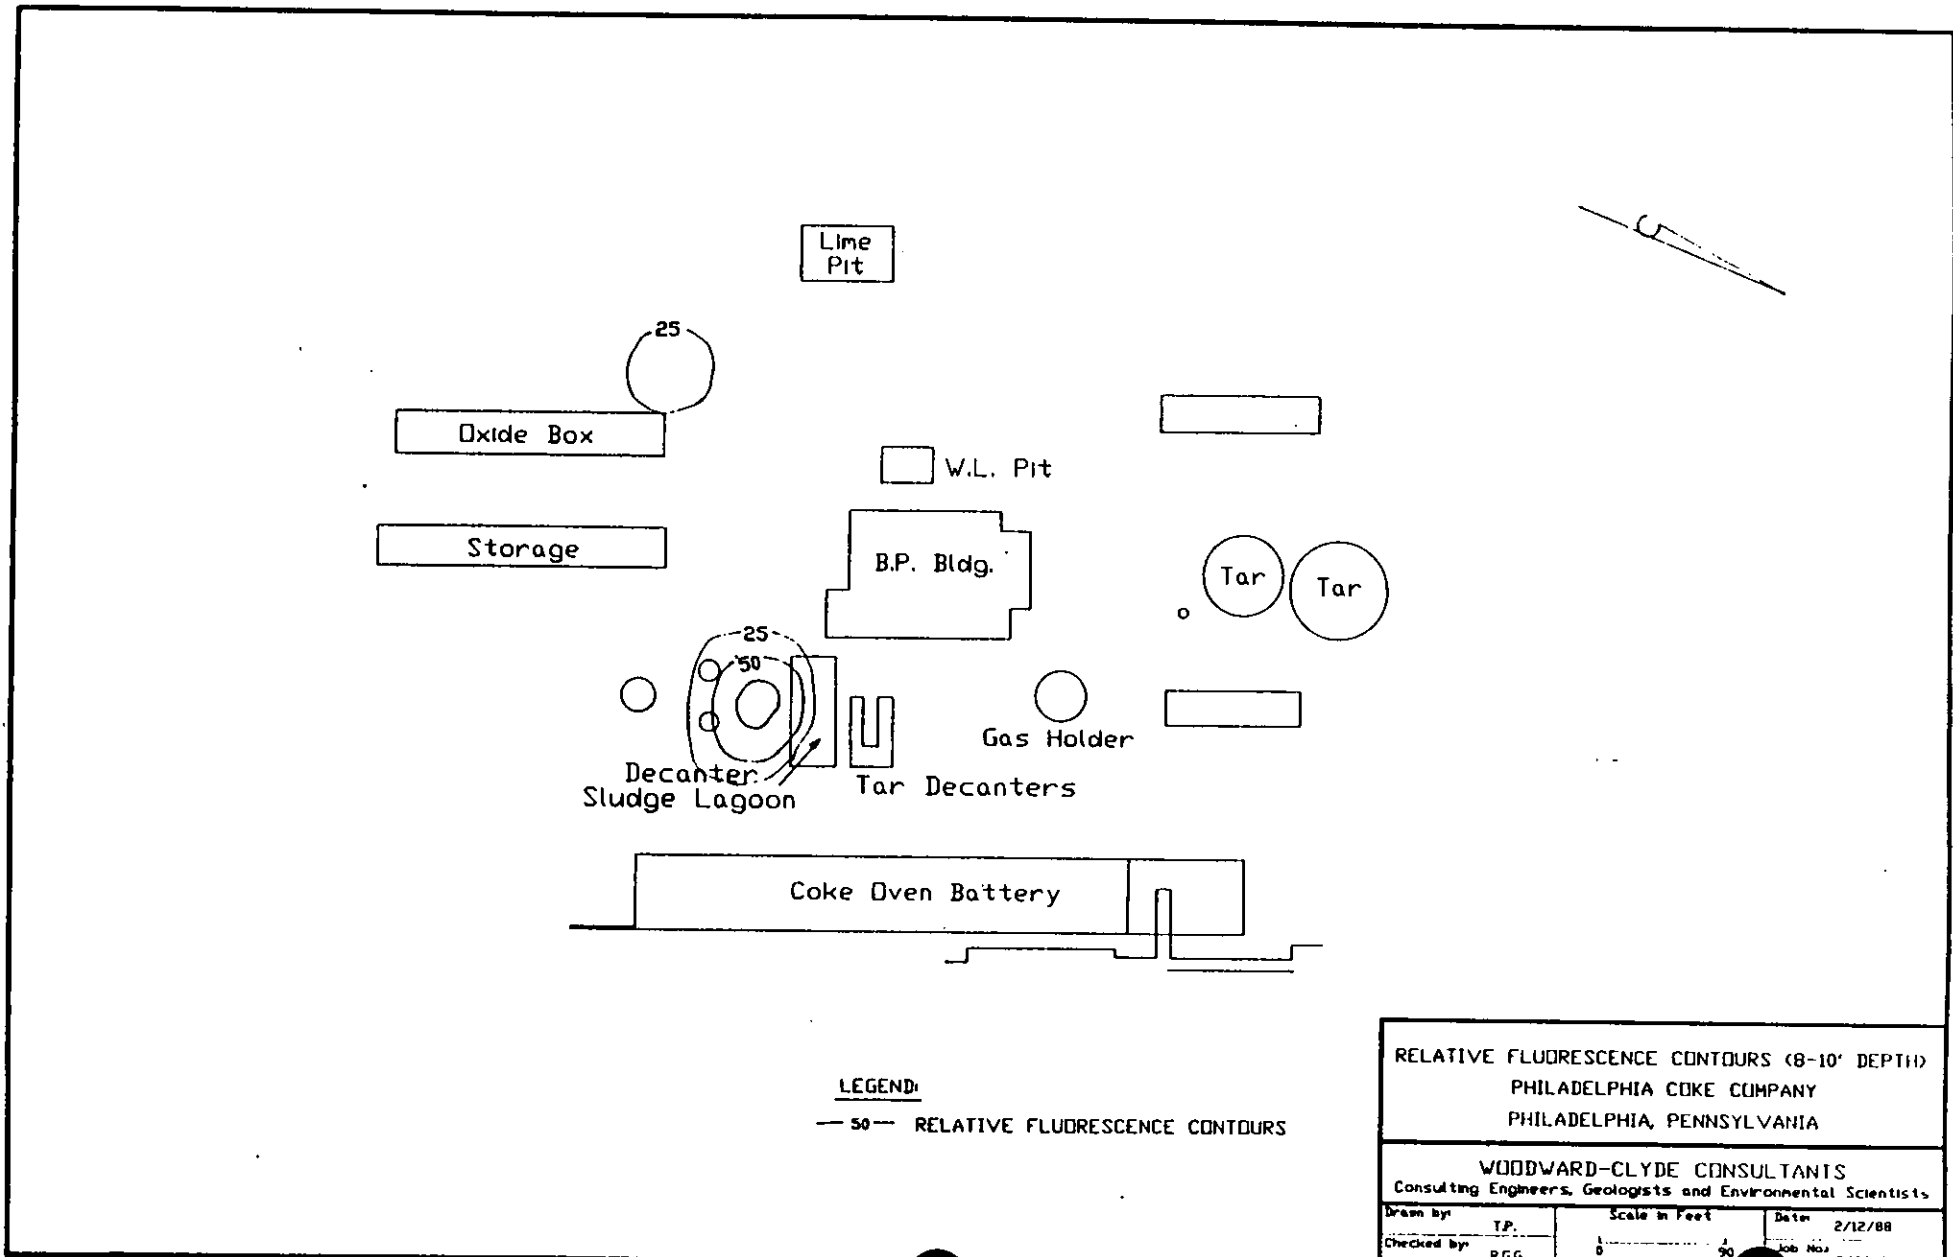 Lime
Pit
25
Oxide Box
W.L. Pit
Storage
B.P. Bldg.
Tar
Tar
25
50
Gas Holder
Decanter
Sludge Lagoon
Tar Decanters
Coke Oven Battery
LEGEND:
— 50 — RELATIVE FLUORESCENCE CONTOURS
RELATIVE FLUORESCENCE CONTOURS (8-10' DEPTH)
PHILADELPHIA COKE COMPANY
PHILADELPHIA, PENNSYLVANIA
WOODWARD-CLYDE CONSULTANTS
Consulting Engineers, Geologists and Environmental Scientists
Drawn by: T.P.
Scale in Feet
0 90
Date: 2/12/88
Checked by: R.G.G.
Job No.: